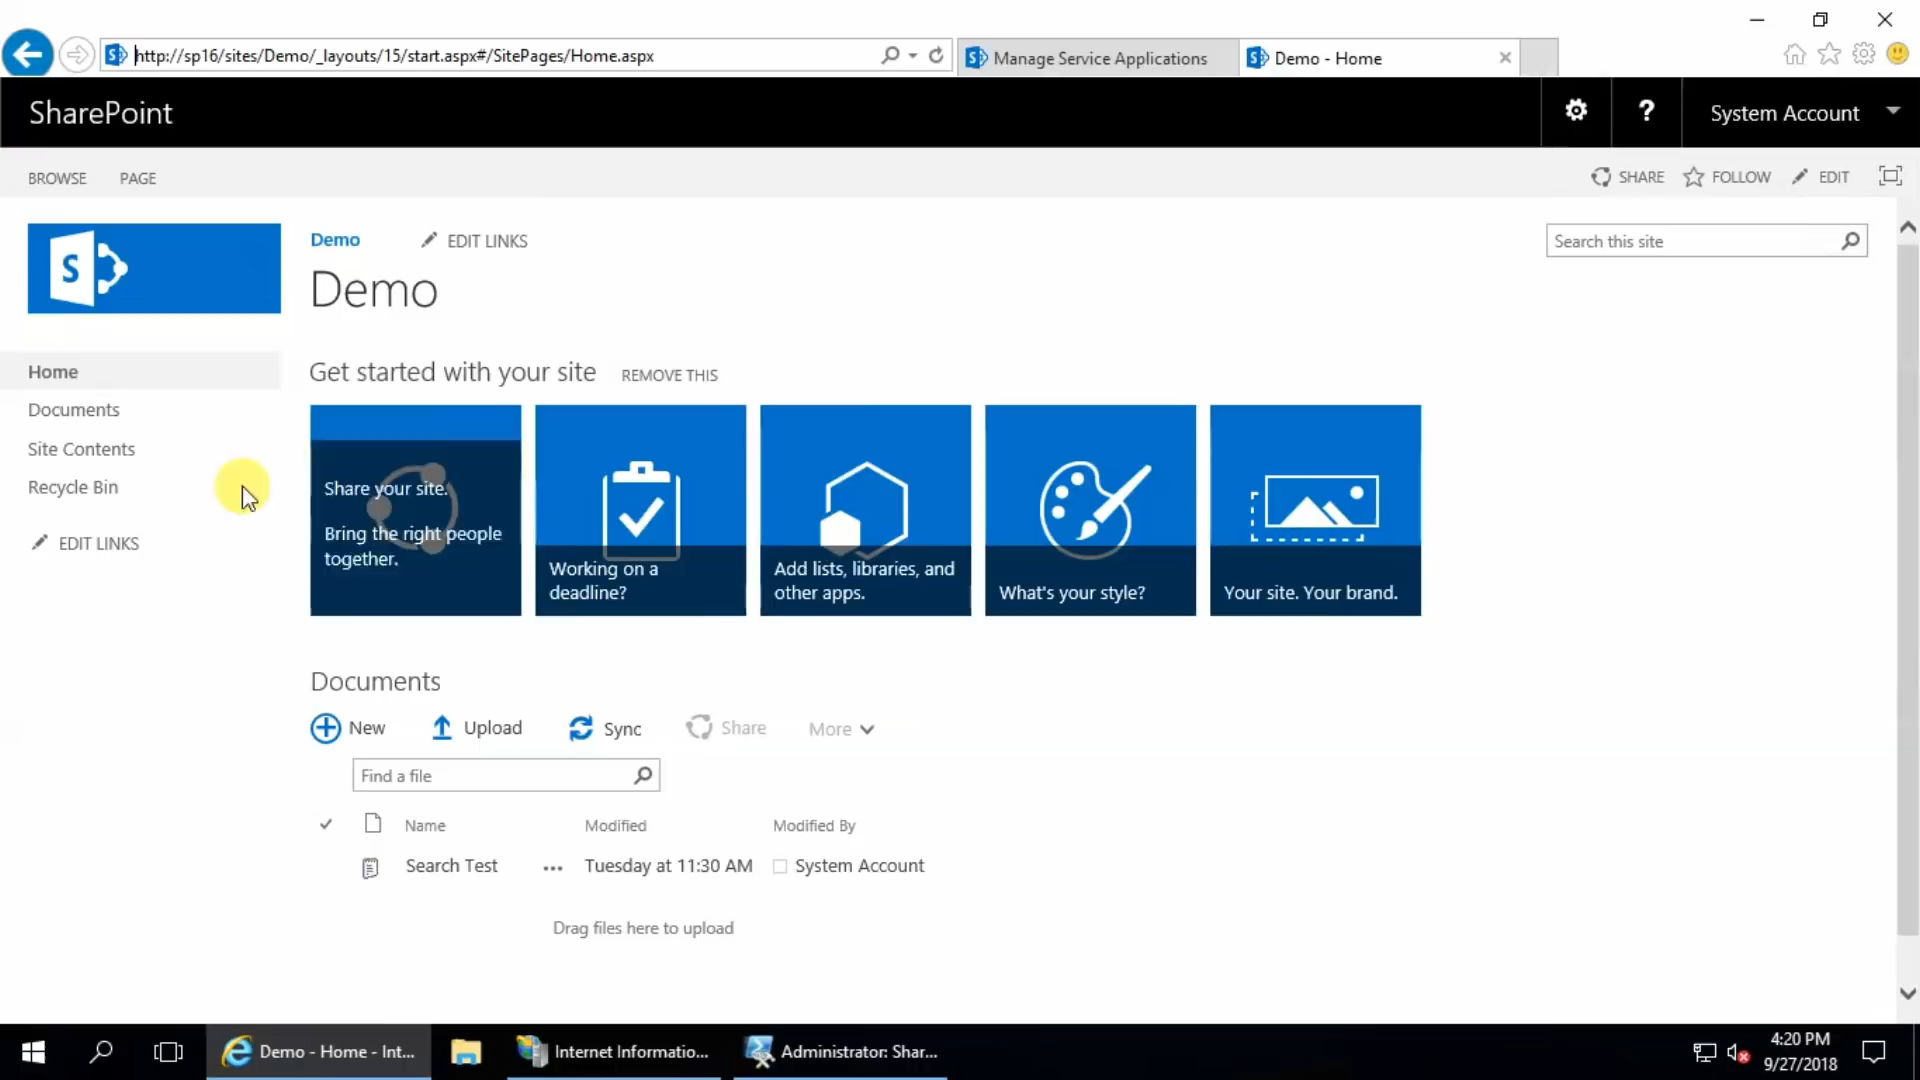 http://sp16/sites/Demo/_layouts/15/start.aspx#/SitePages/Home.aspx
Manage Service Applications
Demo - Home
SharePoint
?
System Account
BROWSE
PAGE
SHARE
FOLLOW
EDIT
S
Demo
EDIT LINKS
Search this site
Demo
Home
Documents
Site Contents
Recycle Bin
EDIT LINKS
Get started with your site
REMOVE THIS
Share your site.
Bring the right people
together.
Working on a
deadline?
Add lists, libraries, and
other apps.
What's your style?
Your site. Your brand.
Documents
New
Upload
Sync
Share
More
Find a file
Name
Modified
Modified By
Search Test
...
Tuesday at 11:30 AM
System Account
Drag files here to upload
Demo - Home - Int...
Internet Informatio...
Administrator: Shar...
4:20 PM
9/27/2018